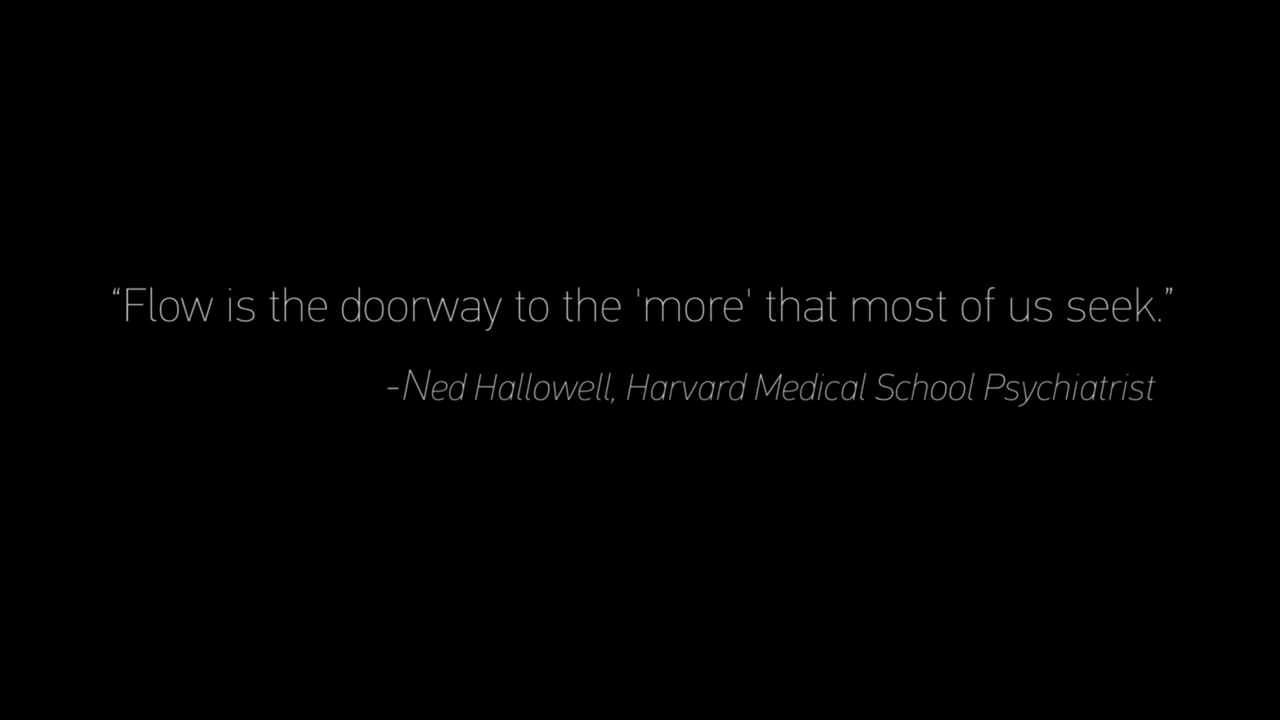 “Flow is the doorway to the 'more' that most of us seek.”
-Ned Hallowell, Harvard Medical School Psychiatrist